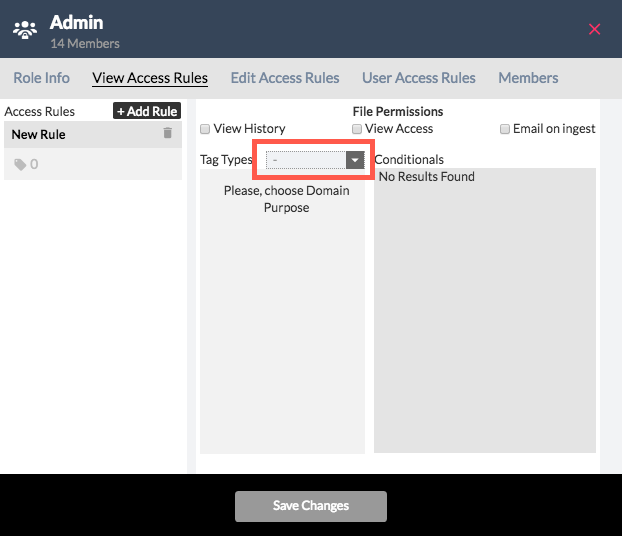 Admin
14 Members
Role Info View Access Rules Edit Access Rules User Access Rules Members
Access Rules + Add Rule
New Rule
0
File Permissions
View History View Access Email on ingest
Tag Types - Conditionals
Please, choose Domain
Purpose
No Results Found
Save Changes